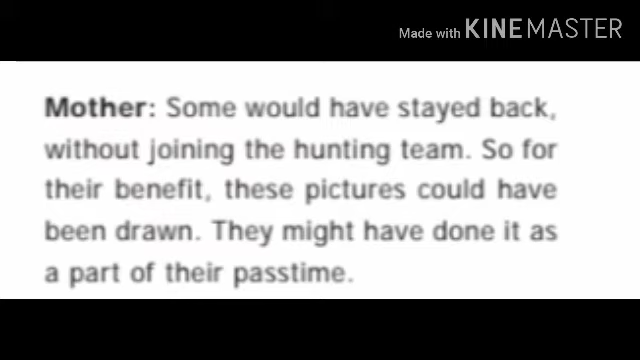 Made with KINEMASTER
Mother: Some would have stayed back,
without joining the hunting team. So for
their benefit, these pictures could have
been drawn. They might have done it as
a part of their passtime.